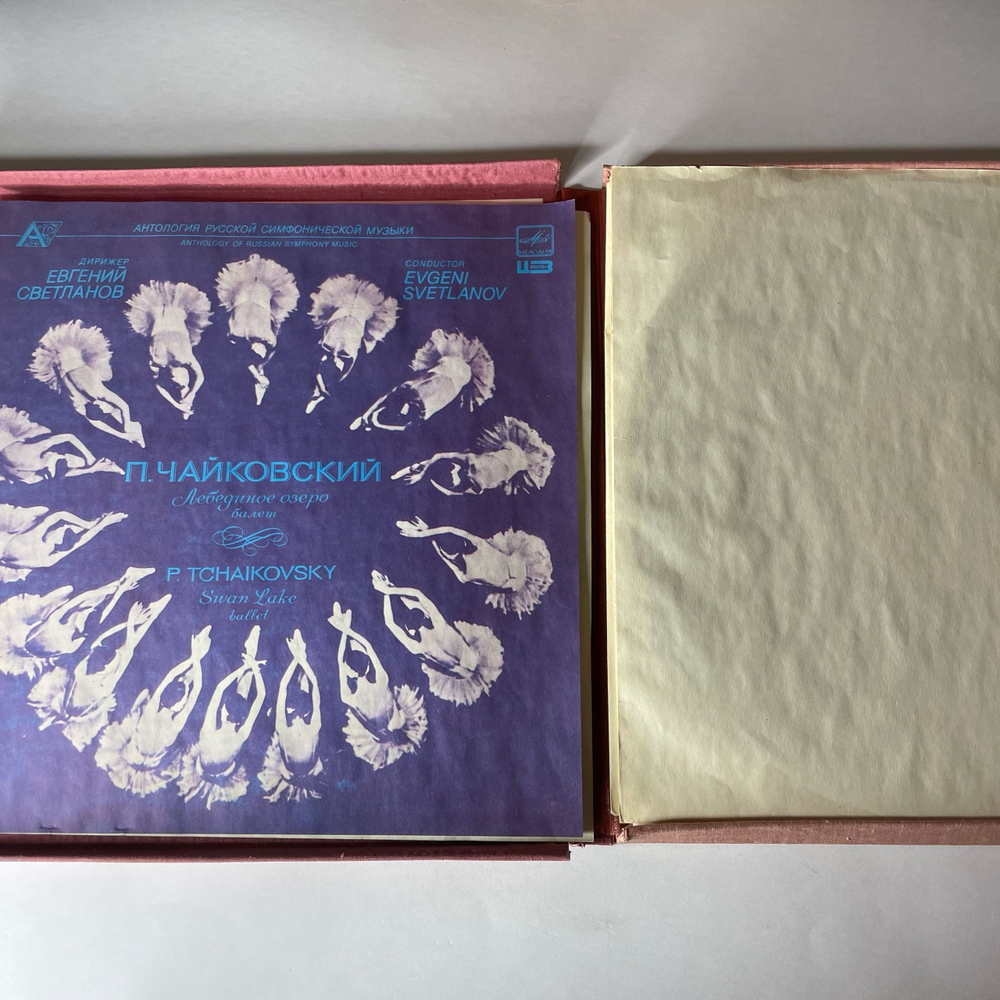 АНТОЛОГИЯ РУССКОЙ СИМФОНИЧЕСКОЙ МУЗЫКИ
ANTHOLOGY OF RUSSIAN SYMPHONY MUSIC
МЕЛОДИЯ
ДИРИЖЕР
ЕВГЕНИЙ
СВЕТЛАНОВ
CONDUCTOR
EVGENI
SVETLANOV
П. ЧАЙКОВСКИЙ
Лебединое озеро
балет
P. TCHAIKOVSKY
Swan Lake
ballet